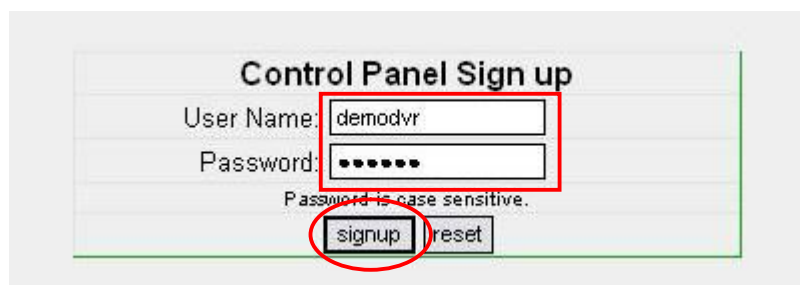 Control Panel Sign up
User Name: demodvr
Password: ••••••
Password is case sensitive.
signup reset